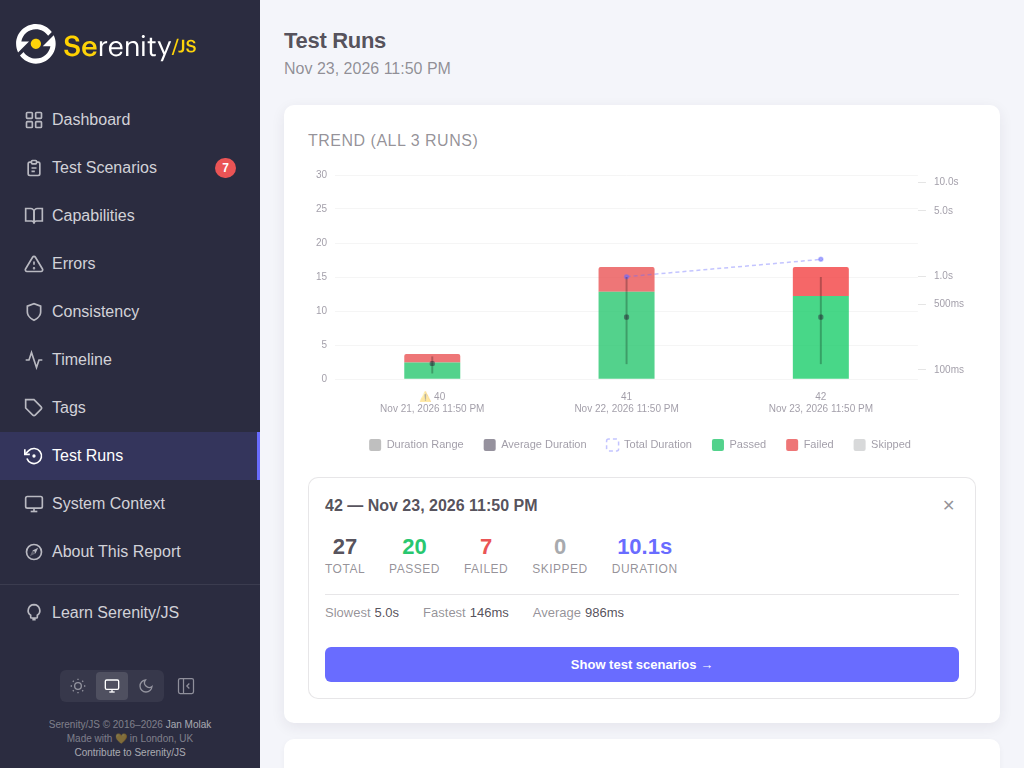 Serenity/JS
Dashboard
Test Scenarios
7
Capabilities
Errors
Consistency
Timeline
Tags
Test Runs
System Context
About This Report
Learn Serenity/JS
Serenity/JS © 2016–2026 Jan Molak
Made with 💛 in London, UK
Contribute to Serenity/JS
Test Runs
Nov 23, 2026 11:50 PM
TREND (ALL 3 RUNS)
30
25
20
15
10
5
0
10.0s
5.0s
1.0s
500ms
100ms
⚠️ 40
Nov 21, 2026 11:50 PM
41
Nov 22, 2026 11:50 PM
42
Nov 23, 2026 11:50 PM
Duration Range
Average Duration
Total Duration
Passed
Failed
Skipped
42 — Nov 23, 2026 11:50 PM
✕
27
TOTAL
20
PASSED
7
FAILED
0
SKIPPED
10.1s
DURATION
Slowest 5.0s
Fastest 146ms
Average 986ms
Show test scenarios →